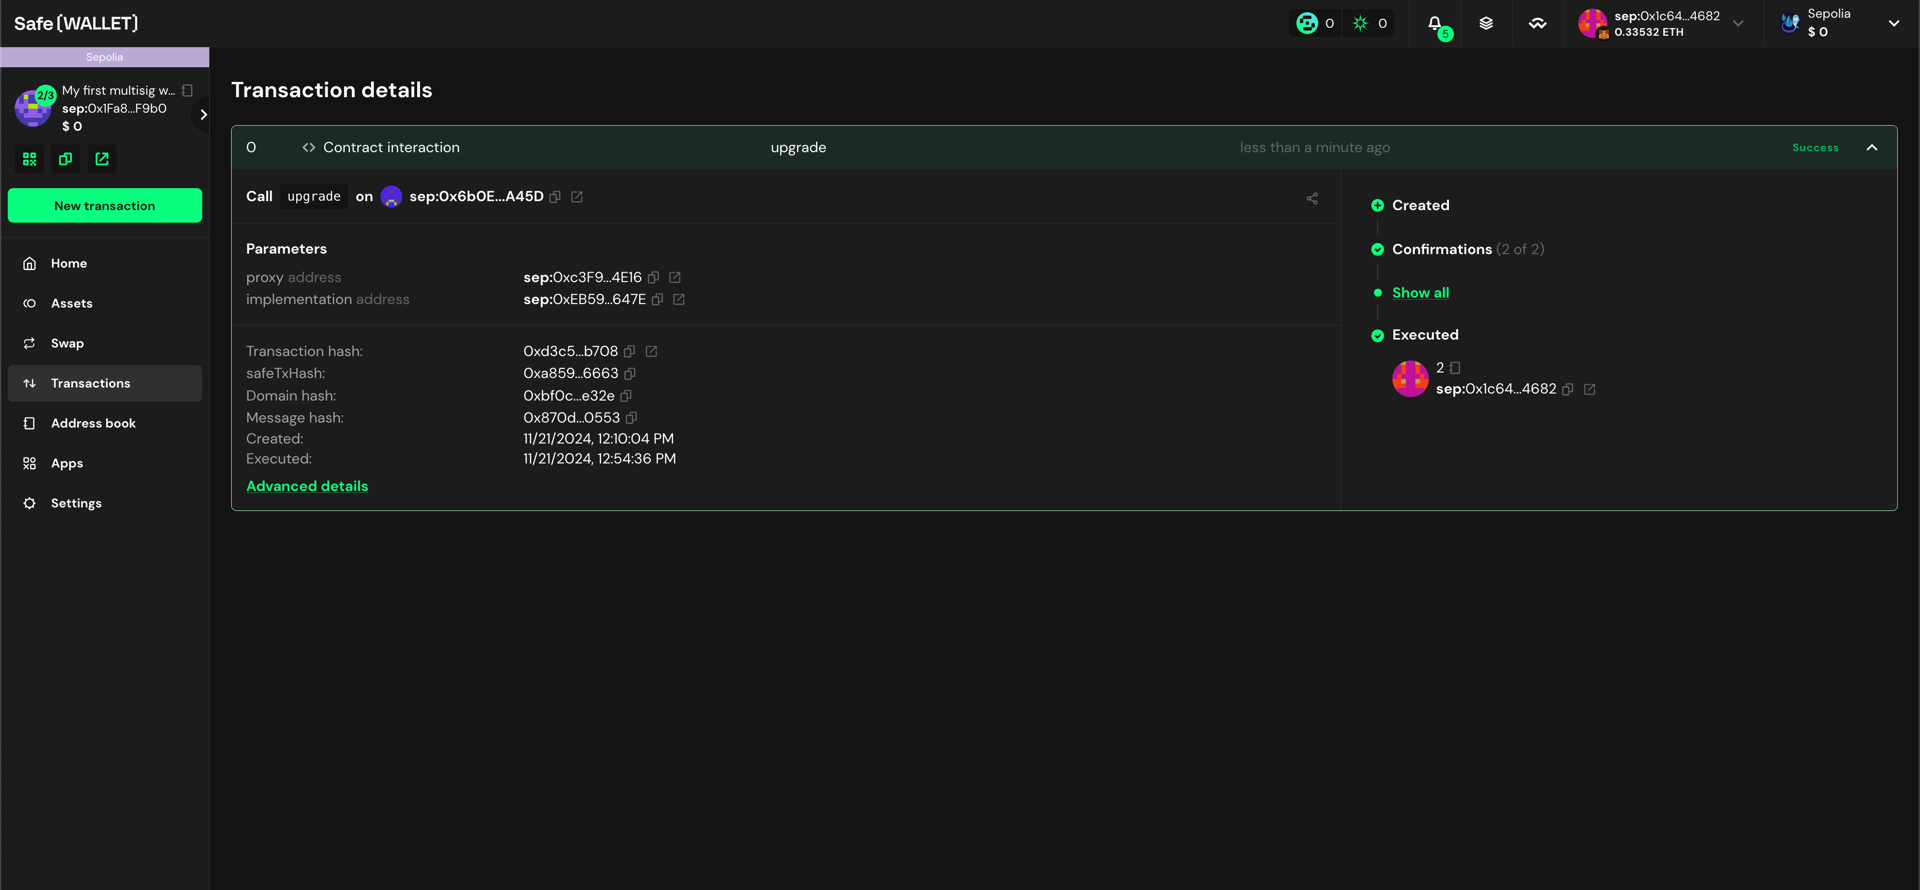 Safe{WALLET}
0
0
5
sep:0x1c64...4682
0.33532 ETH
Sepolia
$ 0
Sepolia
2/3
My first multisig w...
sep:0x1Fa8...F9b0
$ 0
New transaction
Home
Assets
Swap
Transactions
Address book
Apps
Settings
Transaction details
0 Contract interaction upgrade less than a minute ago Success
Call upgrade on sep:0x6b0E...A45D
Parameters
proxy address sep:0xc3F9...4E16
implementation address sep:0xEB59...647E
Transaction hash: 0xd3c5...b708
safeTxHash: 0xa859...6663
Domain hash: 0xbf0c...e32e
Message hash: 0x870d...0553
Created: 11/21/2024, 12:10:04 PM
Executed: 11/21/2024, 12:54:36 PM
Advanced details
Created
Confirmations (2 of 2)
Show all
Executed
2
sep:0x1c64...4682